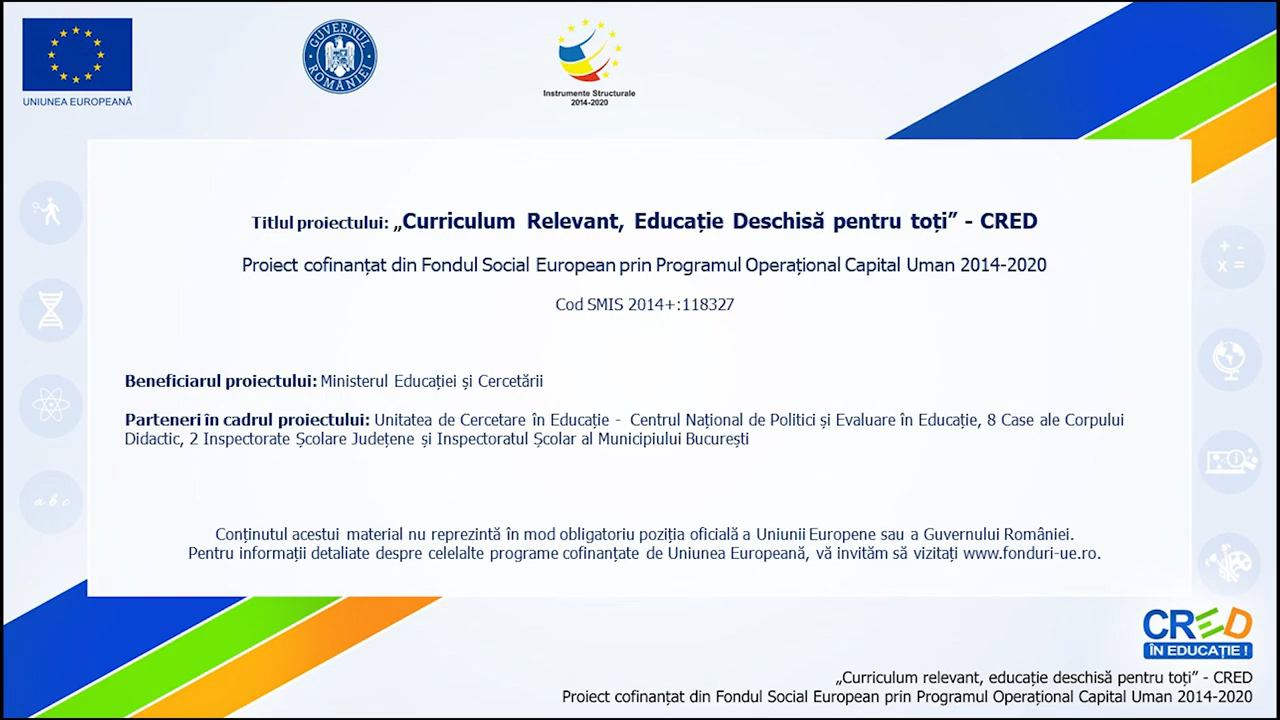 UNIUNEA EUROPEANĂ
GUVERNUL ROMÂNIEI
Instrumente Structurale
2014-2020
Titlul proiectului: „Curriculum Relevant, Educație Deschisă pentru toți” - CRED
Proiect cofinanțat din Fondul Social European prin Programul Operațional Capital Uman 2014-2020
Cod SMIS 2014+:118327
+ -
x =
Beneficiarul proiectului: Ministerul Educației și Cercetării
Parteneri în cadrul proiectului: Unitatea de Cercetare în Educație - Centrul Național de Politici și Evaluare în Educație, 8 Case ale Corpului
Didactic, 2 Inspectorate Școlare Județene și Inspectoratul Școlar al Municipiului București
a b c
Conținutul acestui material nu reprezintă în mod obligatoriu poziția oficială a Uniunii Europene sau a Guvernului României.
Pentru informații detaliate despre celelalte programe cofinanțate de Uniunea Europeană, vă invităm să vizitați www.fonduri-ue.ro.
CRED
ÎN EDUCAȚIE !
„Curriculum relevant, educație deschisă pentru toți” - CRED
Proiect cofinanțat din Fondul Social European prin Programul Operațional Capital Uman 2014-2020